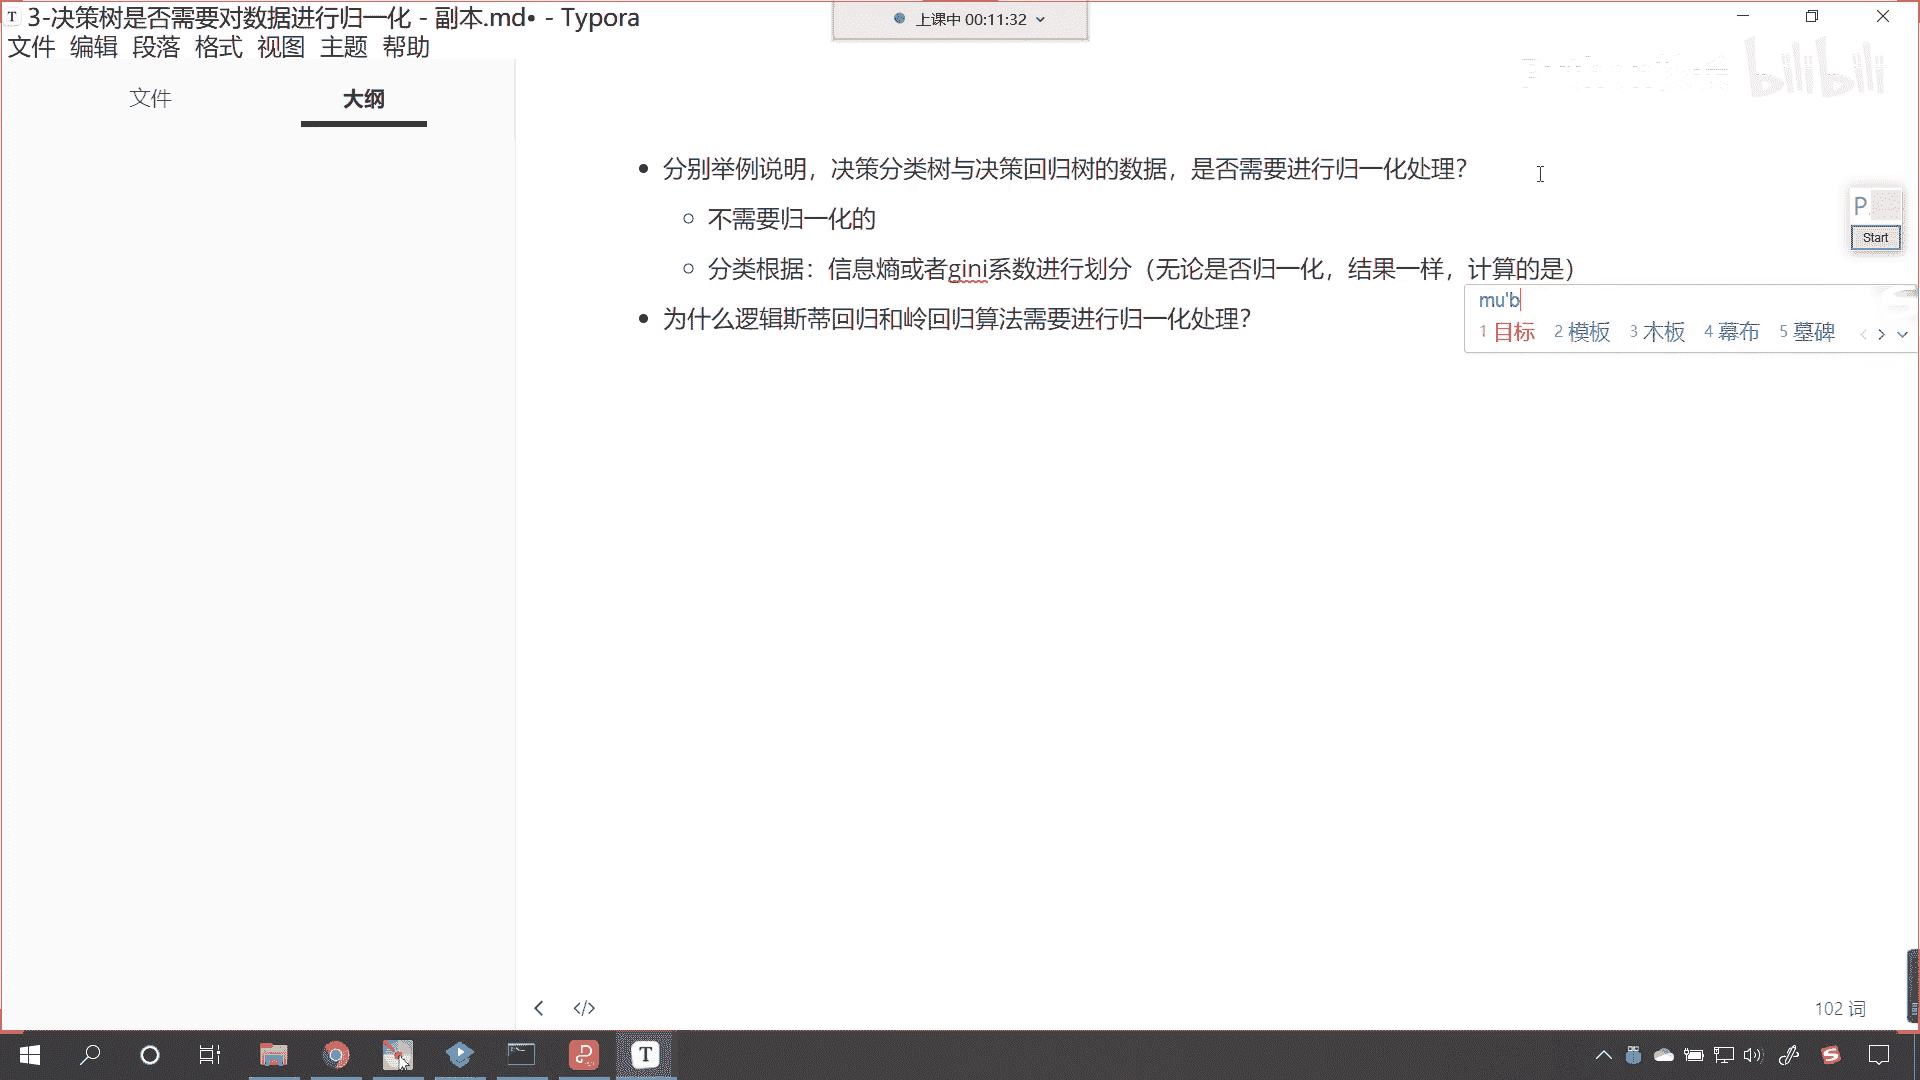 3-决策树是否需要对数据进行归一化 - 副本.md• - Typora
上课中 00:11:32
文件 编辑 段落 格式 视图 主题 帮助
bilibili
文件 大纲
分别举例说明，决策分类树与决策回归树的数据，是否需要进行归一化处理？
P.
Start
不需要归一化的
分类根据：信息熵或者gini系数进行划分（无论是否归一化，结果一样，计算的是）
mu'b
1 目标 2 模板 3 木板 4 幕布 5 墓碑
为什么逻辑斯蒂回归和岭回归算法需要进行归一化处理？
</>
102 词